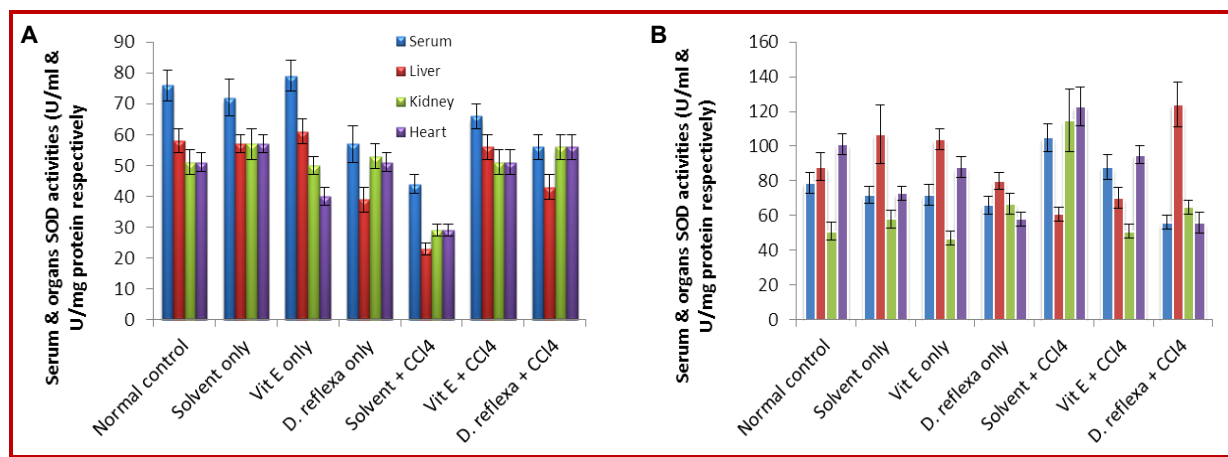 A
Serum & organs SOD activities (U/ml &
U/mg protein respectively
90
80
70
60
50
40
30
20
10
0
Serum
Liver
Kidney
Heart
Normal control
Solvent only
Vit E only
D. reflexa only
Solvent + CCl4
Vit E + CCl4
D. reflexa + CCl4
B
Serum & organs SOD activities (U/ml &
U/mg protein respectively)
160
140
120
100
80
60
40
20
0
Normal control
Solvent only
Vit E only
D. reflexa only
Solvent + CCl4
Vit E + CCl4
D. reflexa + CCl4